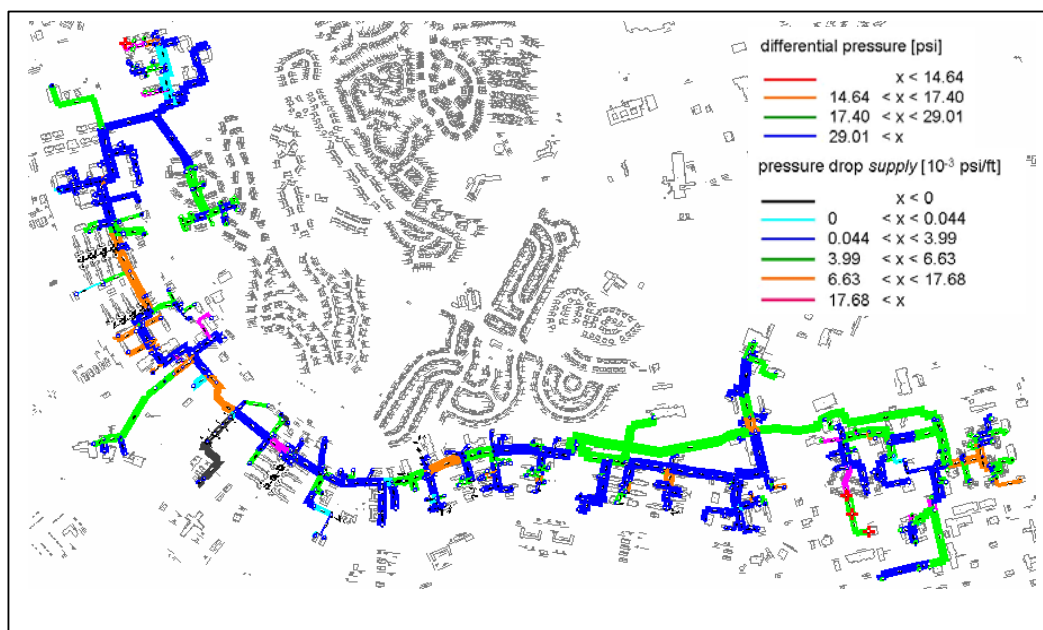 differential pressure [psi]
x < 14.64
14.64 < x < 17.40
17.40 < x < 29.01
29.01 < x
pressure drop supply [10⁻³ psi/ft]
x < 0
0 < x < 0.044
0.044 < x < 3.99
3.99 < x < 6.63
6.63 < x < 17.68
17.68 < x